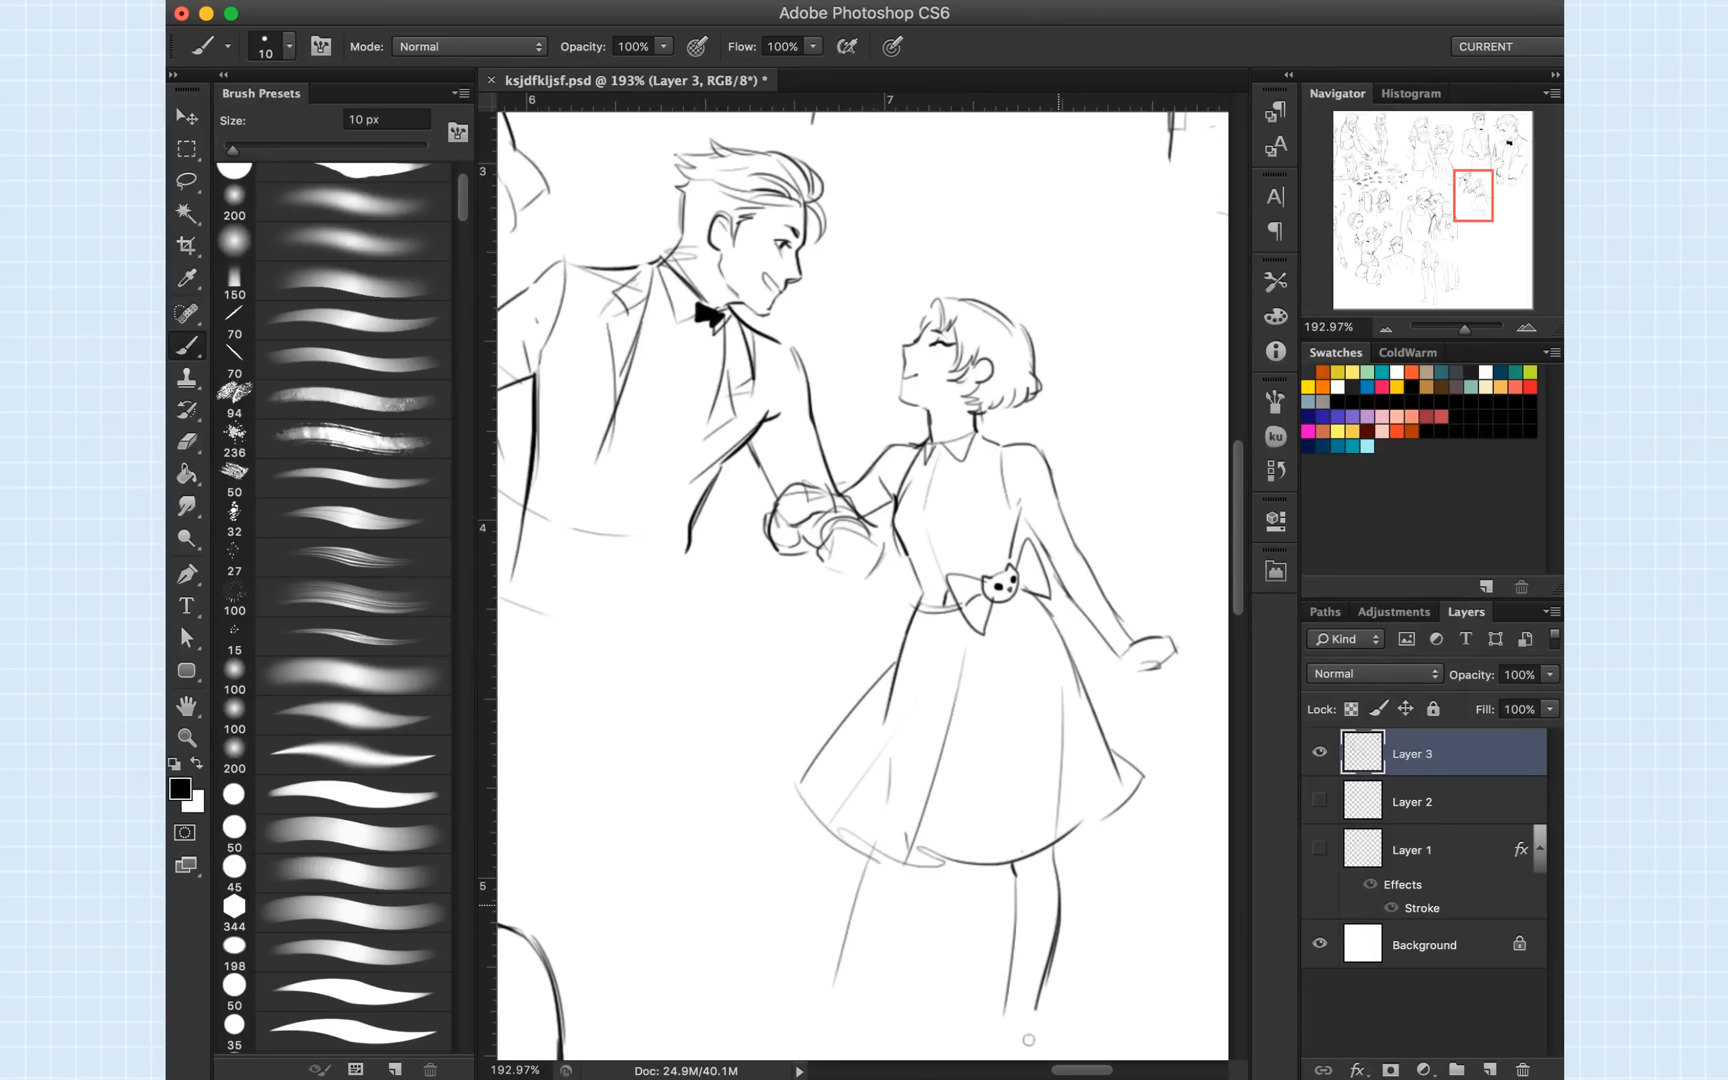 Adobe Photoshop CS6
10 Mode: Normal Opacity: 100% Flow: 100% CURRENT
ksjdfkljsf.psd @ 193% (Layer 3, RGB/8*) *
Brush Presets
Size: 10 px
200
150
70
70
94
236
50
32
27
100
15
100
100
200
50
45
344
198
50
35
6 7
3
4
5
192.97% Doc: 24.9M/40.1M
A
A
ku
Navigator Histogram
192.97%
Swatches ColdWarm
Paths Adjustments Layers
Kind T
Normal Opacity: 100%
Lock: Fill: 100%
Layer 3
Layer 2
Layer 1 fx
Effects
Stroke
Background
fx